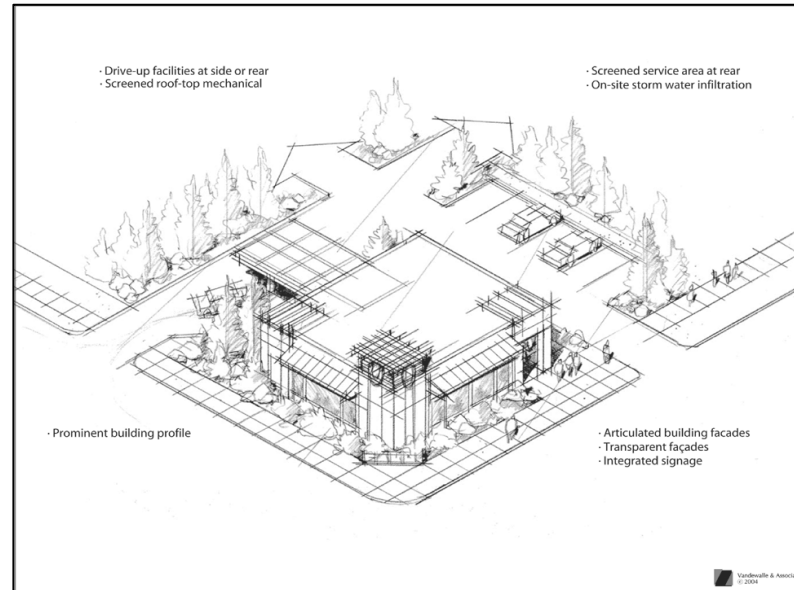 · Drive-up facilities at side or rear
· Screened roof-top mechanical
· Screened service area at rear
· On-site storm water infiltration
· Prominent building profile
· Articulated building facades
· Transparent façades
· Integrated signage
Vandewalle & Associa
© 2004